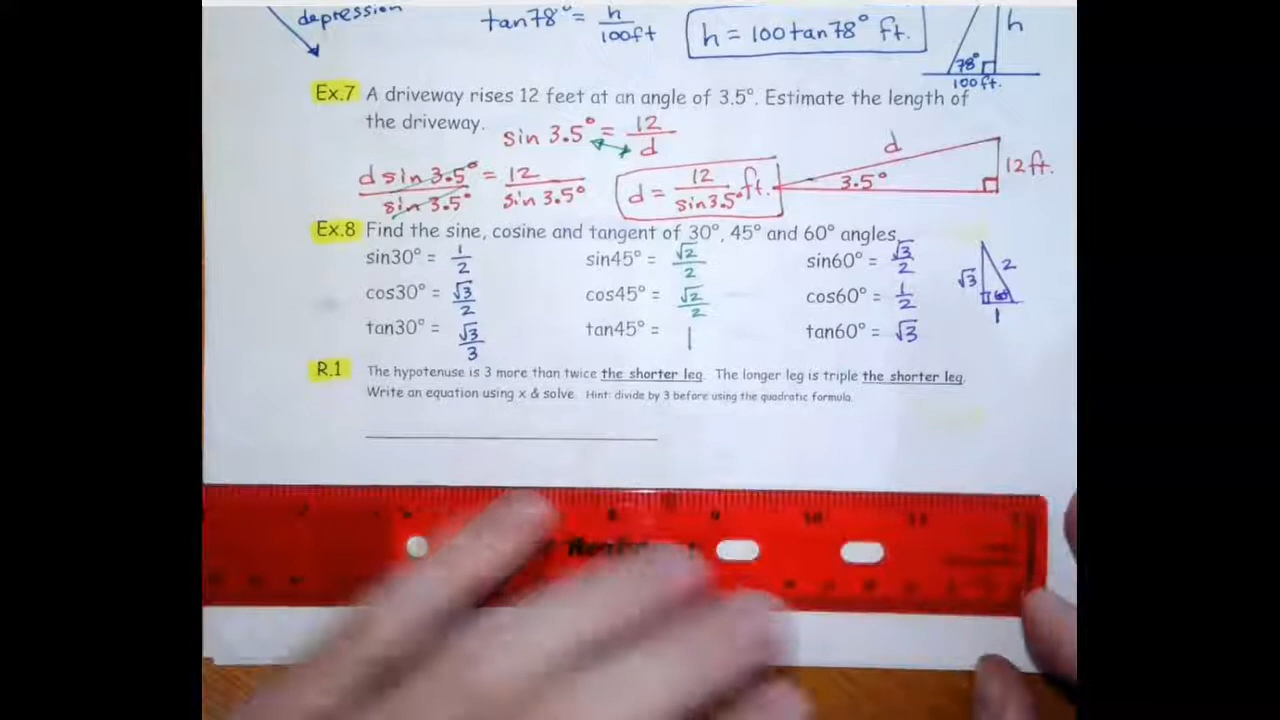 depression
tan78° = h/100ft
h = 100tan78° ft.
h
78°
100ft.
Ex.7 A driveway rises 12 feet at an angle of 3.5°. Estimate the length of
the driveway.
sin 3.5° = 12/d
d sin 3.5°/sin 3.5° = 12/sin 3.5°
d = 12/sin3.5° ft.
d
3.5°
12 ft.
Ex.8 Find the sine, cosine and tangent of 30°, 45° and 60° angles.
sin30° = 1/2 sin45° = √2/2 sin60° = √3/2
cos30° = √3/2 cos45° = √2/2 cos60° = 1/2
tan30° = √3/3 tan45° = 1 tan60° = √3
√3
2
60°
1
R.1 The hypotenuse is 3 more than twice the shorter leg. The longer leg is triple the shorter leg.
Write an equation using x & solve. Hint: divide by 3 before using the quadratic formula.
8 9 10 11